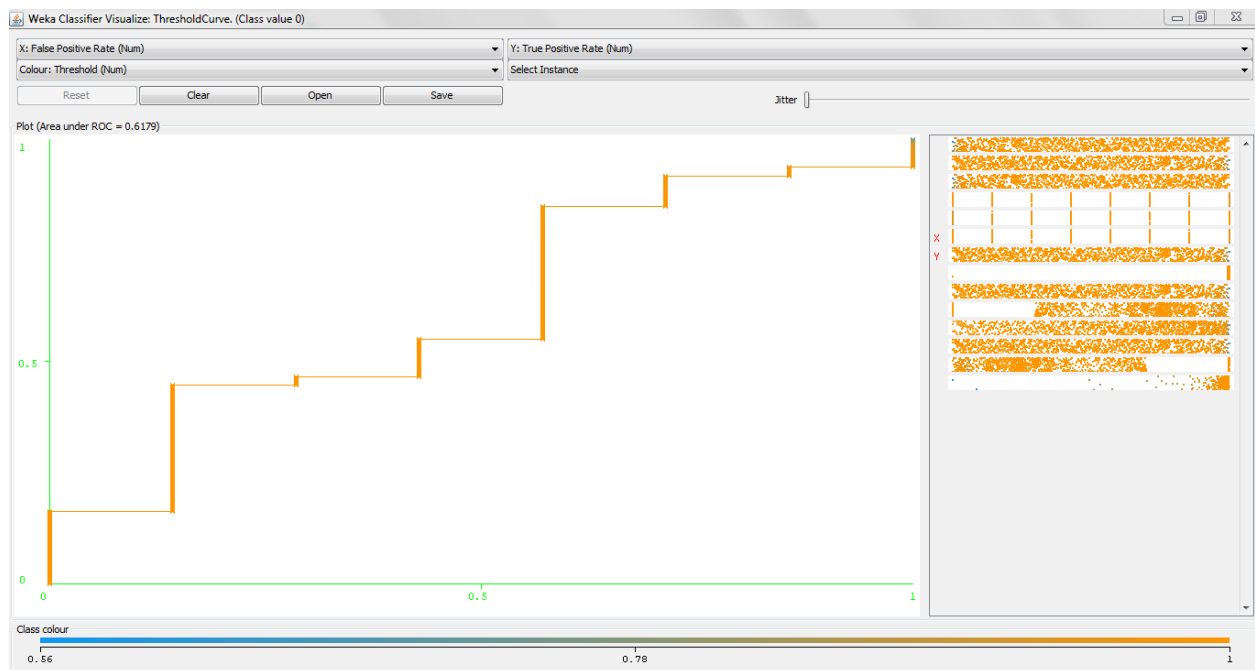 Weka Classifier Visualize: ThresholdCurve. (Class value 0)
X: False Positive Rate (Num)
Y: True Positive Rate (Num)
Colour: Threshold (Num)
Select Instance
Reset
Clear
Open
Save
Jitter
Plot (Area under ROC = 0.6179)
1
0.5
0
0
0.5
1
X
Y
Class colour
0.56
0.78
1